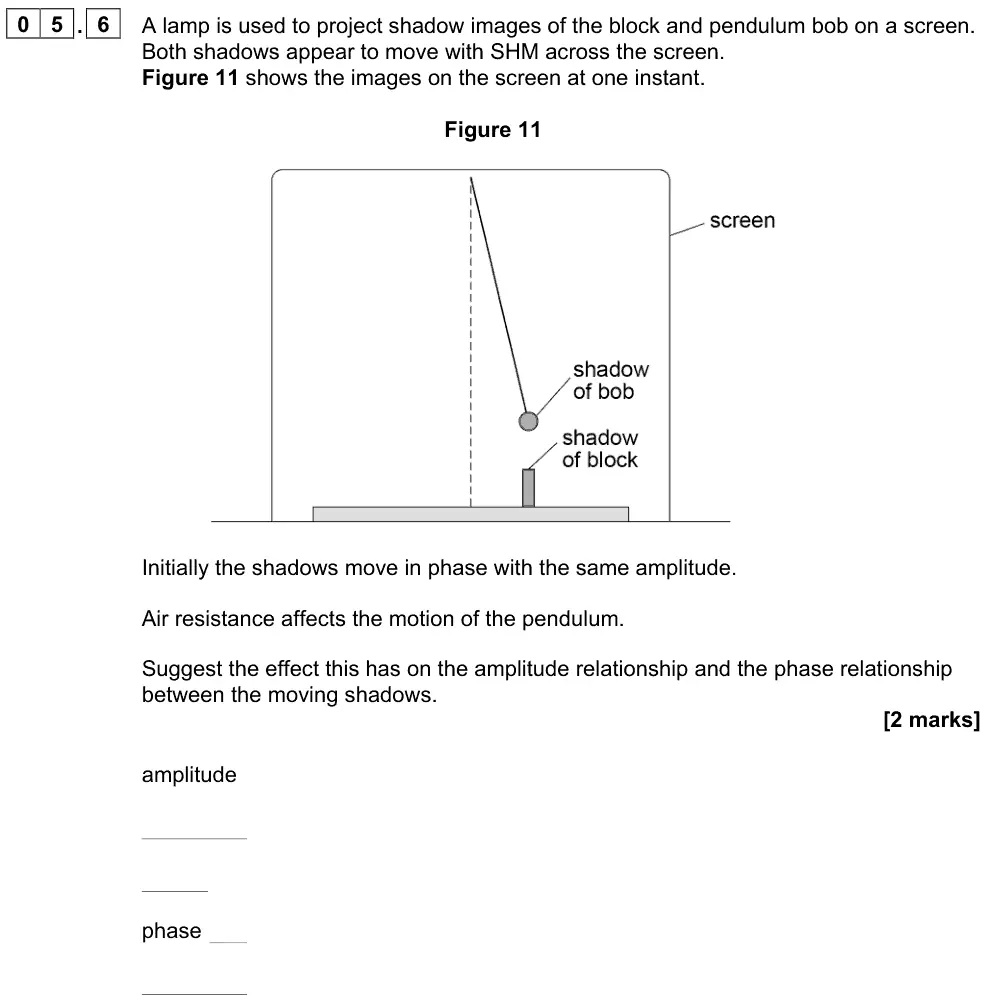 0 5 . 6 A lamp is used to project shadow images of the block and pendulum bob on a screen.
Both shadows appear to move with SHM across the screen.
Figure 11 shows the images on the screen at one instant.
Figure 11
screen
shadow
of bob
shadow
of block
Initially the shadows move in phase with the same amplitude.
Air resistance affects the motion of the pendulum.
Suggest the effect this has on the amplitude relationship and the phase relationship
between the moving shadows.
[2 marks]
amplitude
phase